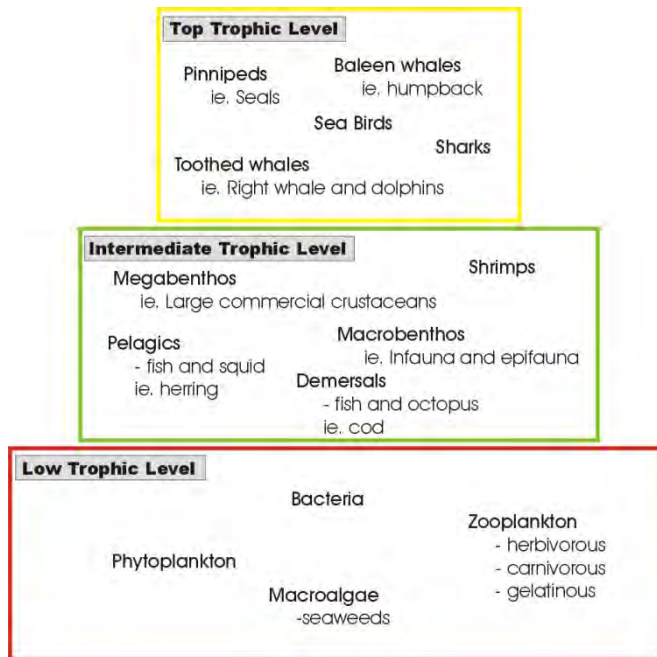 Top Trophic Level
Pinnipeds
ie. Seals
Baleen whales
ie. humpback
Sea Birds
Sharks
Toothed whales
ie. Right whale and dolphins
Intermediate Trophic Level
Megabenthos
ie. Large commercial crustaceans
Shrimps
Pelagics
- fish and squid
ie. herring
Macrobenthos
ie. Infauna and epifauna
Demersals
- fish and octopus
ie. cod
Low Trophic Level
Bacteria
Phytoplankton
Zooplankton
- herbivorous
- carnivorous
- gelatinous
Macroalgae
-seaweeds